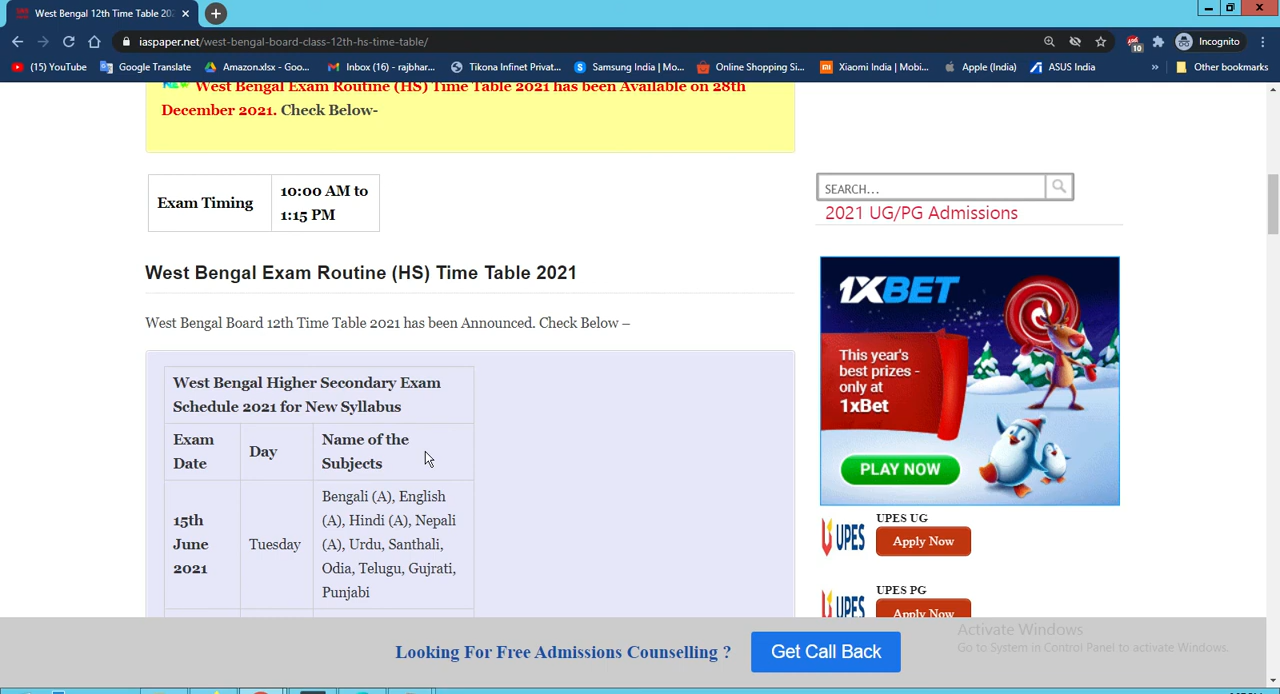 West Bengal 12th Time Table 202
iaspaper.net/west-bengal-board-class-12th-hs-time-table/
10
Incognito
(15) YouTube
Google Translate
Amazon.xlsx - Goo...
Inbox (16) - rajbhar...
Tikona Infinet Privat...
Samsung India | Mo...
Online Shopping Si...
Xiaomi India | Mobi...
Apple (India)
ASUS India
»
Other bookmarks
West Bengal Exam Routine (HS) Time Table 2021 has been Available on 28th
December 2021. Check Below-
Exam Timing
10:00 AM to
1:15 PM
West Bengal Exam Routine (HS) Time Table 2021
West Bengal Board 12th Time Table 2021 has been Announced. Check Below –
West Bengal Higher Secondary Exam
Schedule 2021 for New Syllabus
Exam
Date
Day
Name of the
Subjects
15th
June
2021
Tuesday
Bengali (A), English
(A), Hindi (A), Nepali
(A), Urdu, Santhali,
Odia, Telugu, Gujrati,
Punjabi
SEARCH...
2021 UG/PG Admissions
1XBET
This year's
best prizes -
only at
1xBet
PLAY NOW
UPES
UPES UG
Apply Now
UPES
UPES PG
Apply Now
Looking For Free Admissions Counselling ?
Get Call Back
Activate Windows
Go to System in Control Panel to activate Windows.